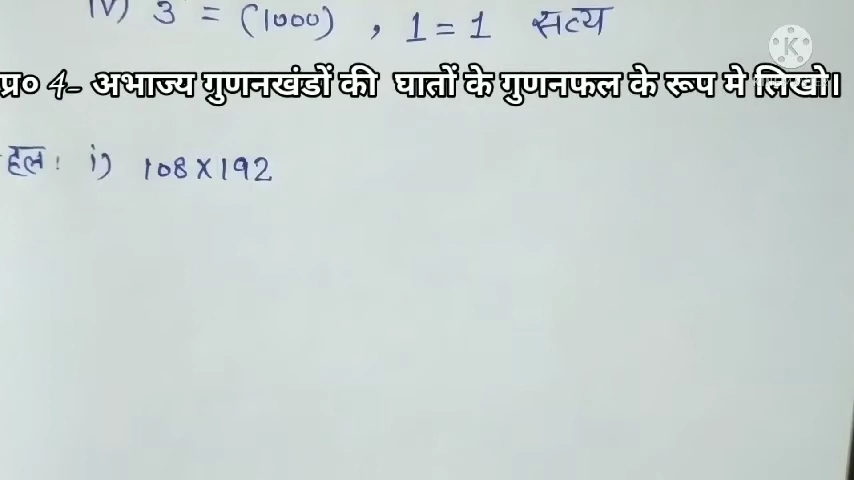 iv) 3 = (1000) , 1 = 1 सत्य
प्र० 4- अभाज्य गुणनखंडों की घातों के गुणनफल के रूप मे लिखो।
हल: i) 108 × 192